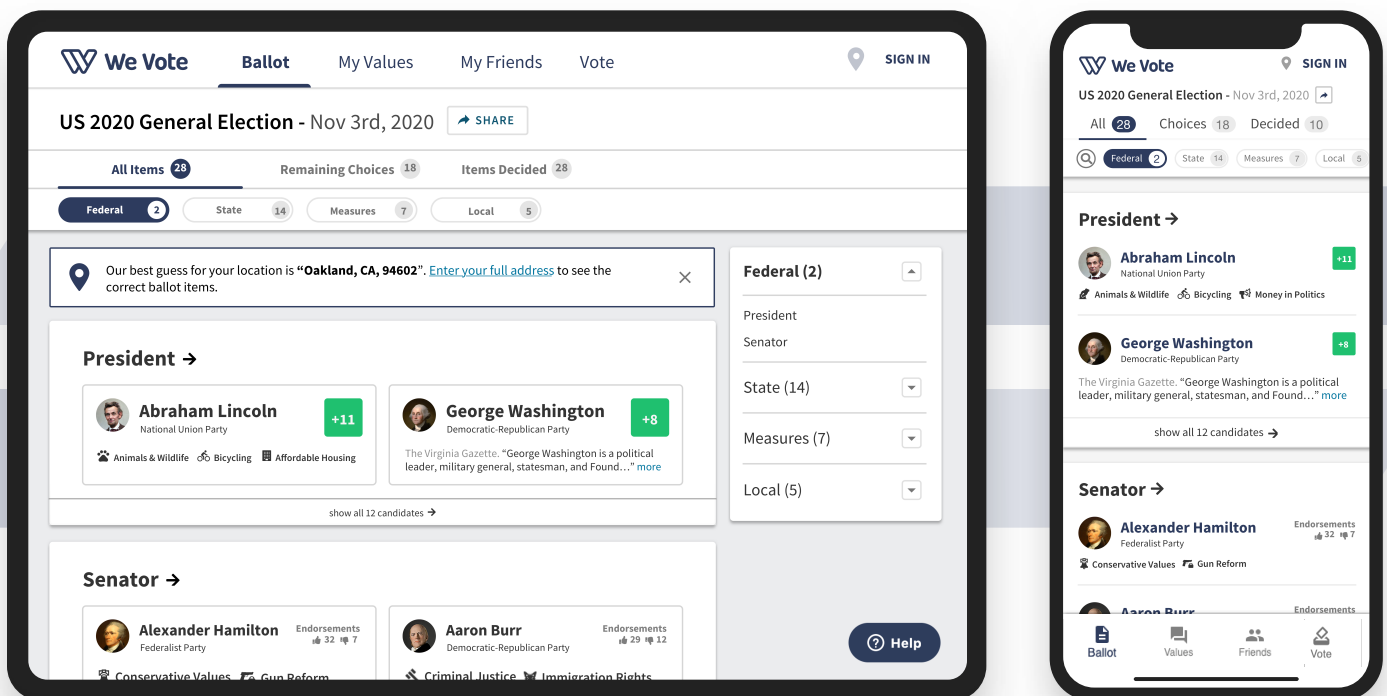 We Vote
Ballot
My Values
My Friends
Vote
SIGN IN
US 2020 General Election - Nov 3rd, 2020
SHARE
All Items 28
Remaining Choices 18
Items Decided 28
Federal 2
State 14
Measures 7
Local 5
Our best guess for your location is “Oakland, CA, 94602”. Enter your full address to see the
correct ballot items.
President
Abraham Lincoln
National Union Party
+11
Animals & Wildlife Bicycling Affordable Housing
George Washington
Democratic-Republican Party
+8
The Virginia Gazette. “George Washington is a political
leader, military general, statesman, and Found...” more
show all 12 candidates
Senator
Alexander Hamilton
Federalist Party
Endorsements
32 7
Conservative Values Gun Reform
Aaron Burr
Democratic-Republican Party
Endorsements
29 12
Criminal Justice Immigration Rights
Federal (2)
President
Senator
State (14)
Measures (7)
Local (5)
Help
We Vote
SIGN IN
US 2020 General Election - Nov 3rd, 2020
All 28
Choices 18
Decided 10
Federal 2
State 14
Measures 7
Local 5
President
Abraham Lincoln
National Union Party
+11
Animals & Wildlife Bicycling Money in Politics
George Washington
Democratic-Republican Party
+8
The Virginia Gazette. “George Washington is a political
leader, military general, statesman, and Found...” more
show all 12 candidates
Senator
Alexander Hamilton
Federalist Party
Endorsements
32 7
Conservative Values Gun Reform
Aaron Burr
Endorsements
Ballot
Values
Friends
Vote